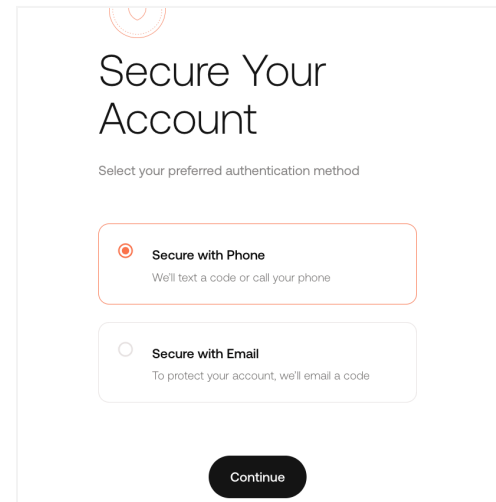 Secure Your
Account
Select your preferred authentication method
Secure with Phone
We'll text a code or call your phone
Secure with Email
To protect your account, we'll email a code
Continue